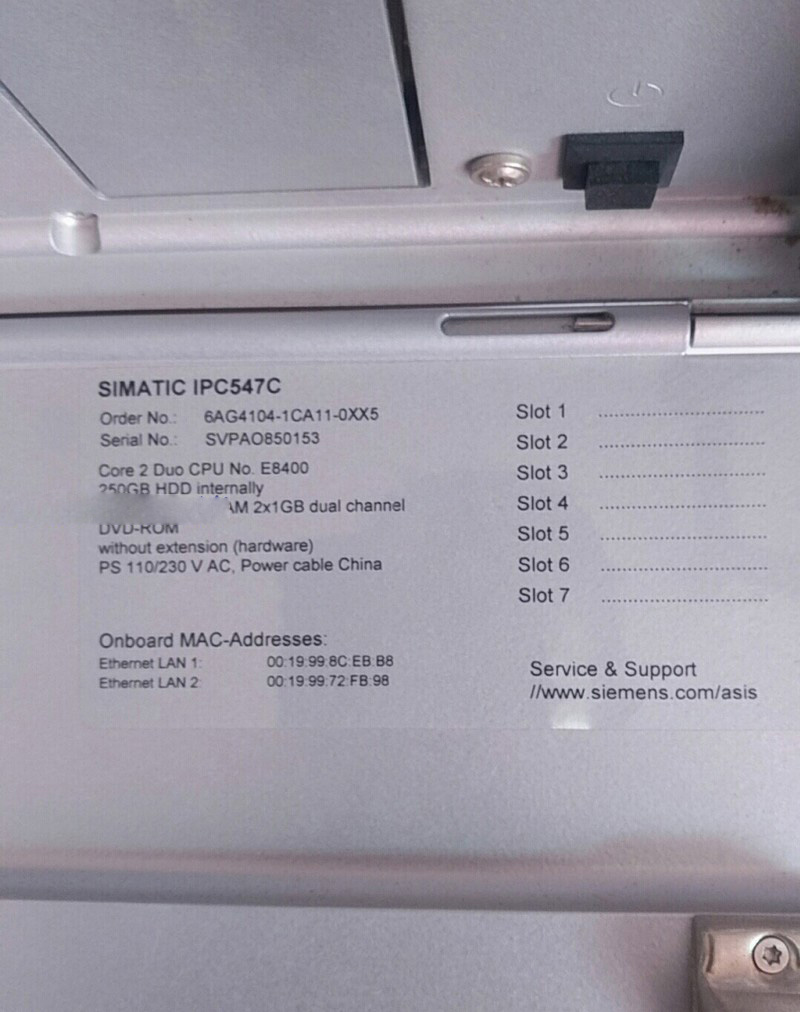 SIMATIC IPC547C
Order No.: 6AG4104-1CA11-0XX5
Serial No.: SVPAO850153
Core 2 Duo CPU No. E8400
250GB HDD internally
2x1GB dual channel
DVD-ROM
without extension (hardware)
PS 110/230 V AC, Power cable China
Onboard MAC-Addresses:
Ethernet LAN 1: 00:19:99:8C:EB:B8
Ethernet LAN 2: 00:19:99:72:FB:98
Slot 1 ........................................
Slot 2 ........................................
Slot 3 ........................................
Slot 4 ........................................
Slot 5 ........................................
Slot 6 ........................................
Slot 7 ........................................
Service & Support
//www.siemens.com/asis